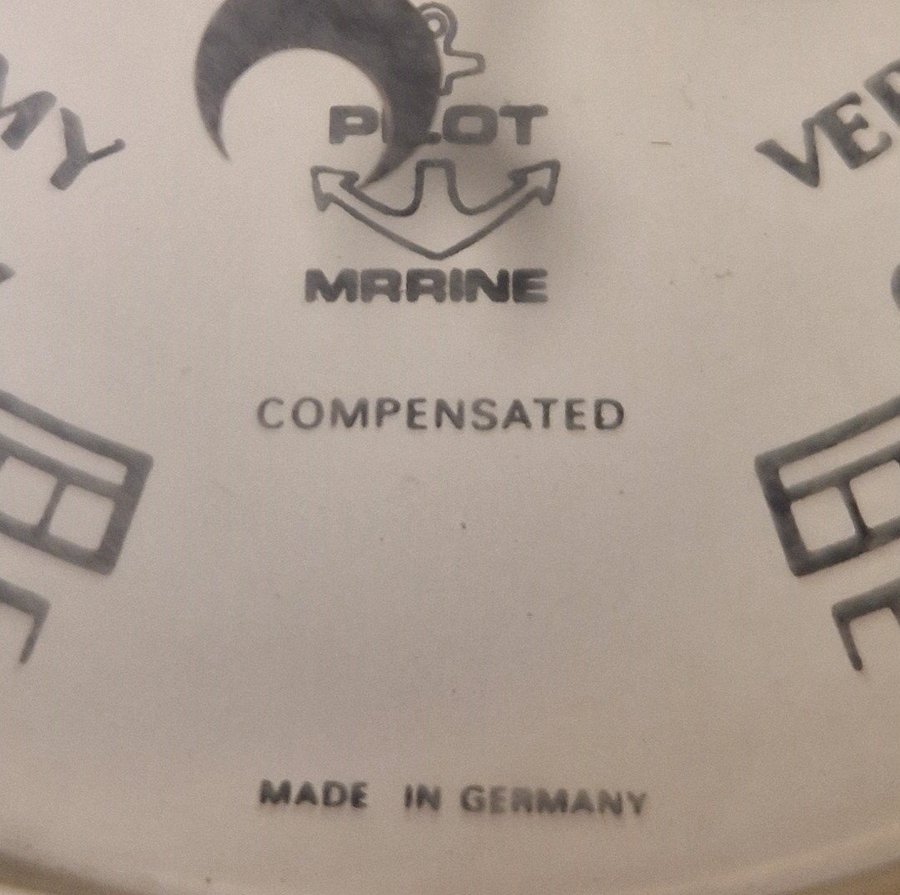 PILOT
MARINE
COMPENSATED
MADE IN GERMANY